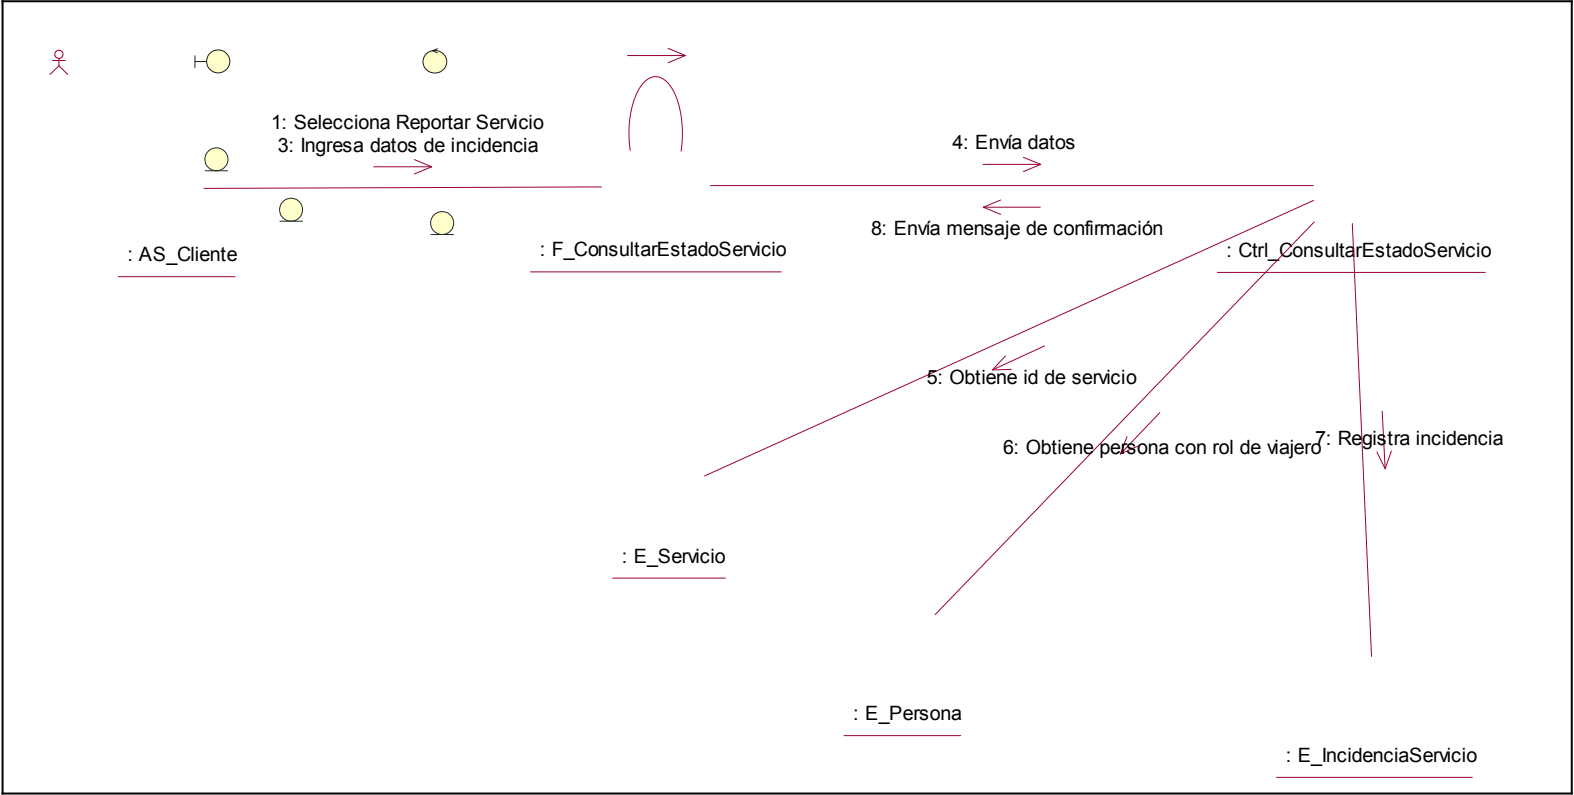 1: Selecciona Reportar Servicio
3: Ingresa datos de incidencia
4: Envía datos
8: Envía mensaje de confirmación
: AS_Cliente
: F_ConsultarEstadoServicio
: Ctrl_ConsultarEstadoServicio
5: Obtiene id de servicio
6: Obtiene persona con rol de viajero
7: Registra incidencia
: E_Servicio
: E_Persona
: E_IncidenciaServicio